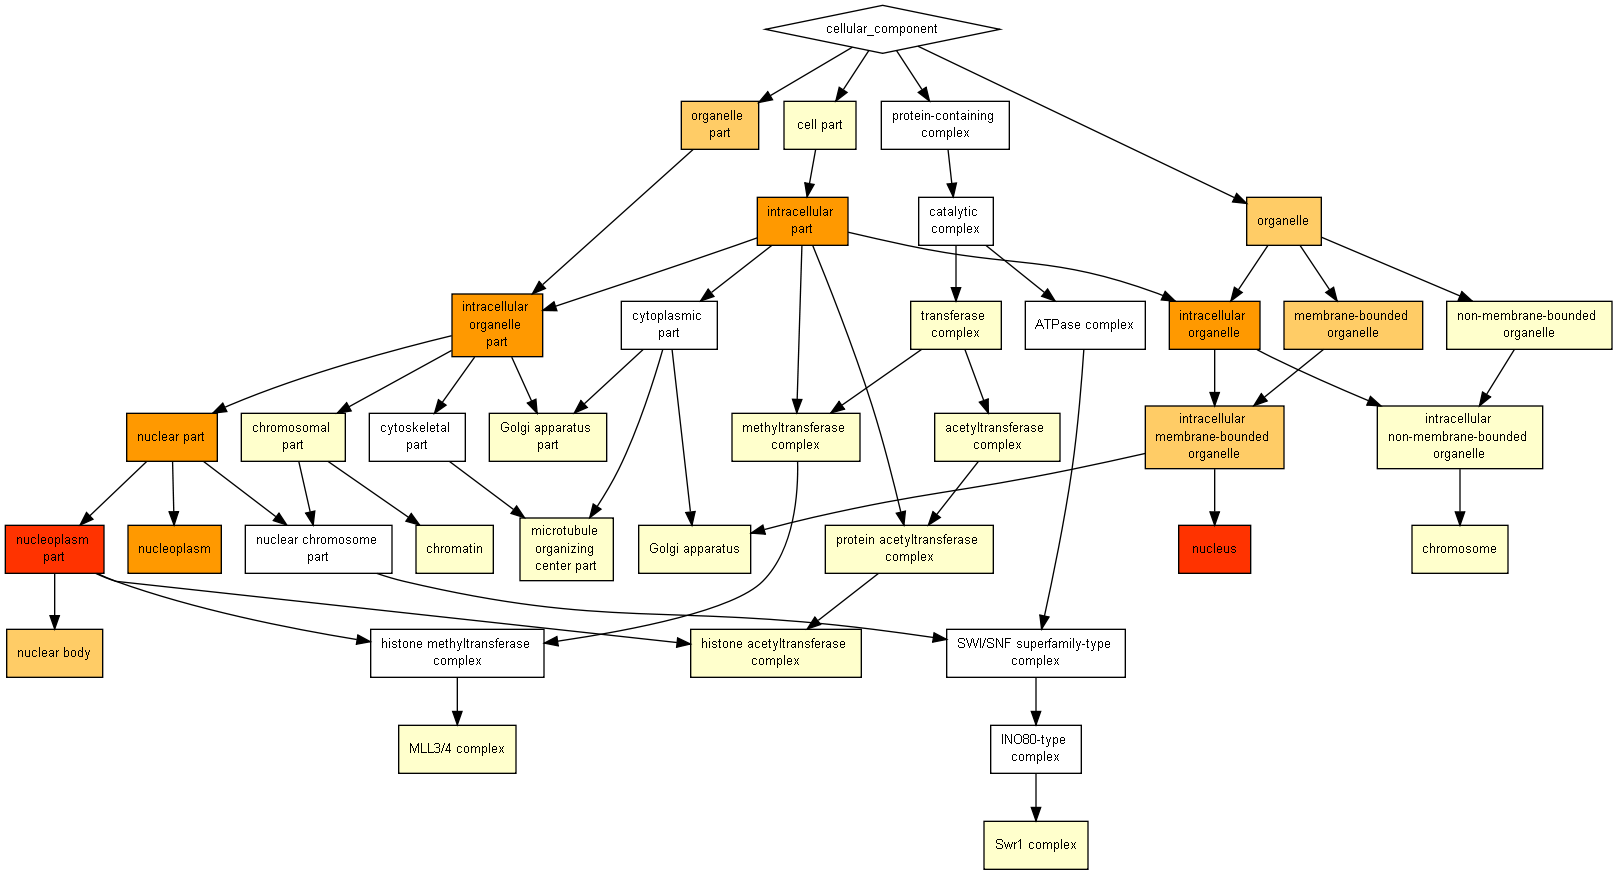 cellular_component
organelle
part
cell part
protein-containing
complex
intracellular
part
catalytic
complex
organelle
intracellular
organelle
part
cytoplasmic
part
transferase
complex
ATPase complex
intracellular
organelle
membrane-bounded
organelle
non-membrane-bounded
organelle
nuclear part
chromosomal
part
cytoskeletal
part
Golgi apparatus
part
methyltransferase
complex
acetyltransferase
complex
intracellular
membrane-bounded
organelle
intracellular
non-membrane-bounded
organelle
nucleoplasm
part
nucleoplasm
nuclear chromosome
part
chromatin
microtubule
organizing
center part
Golgi apparatus
protein acetyltransferase
complex
nucleus
chromosome
nuclear body
histone methyltransferase
complex
histone acetyltransferase
complex
SWI/SNF superfamily-type
complex
MLL3/4 complex
INO80-type
complex
Swr1 complex